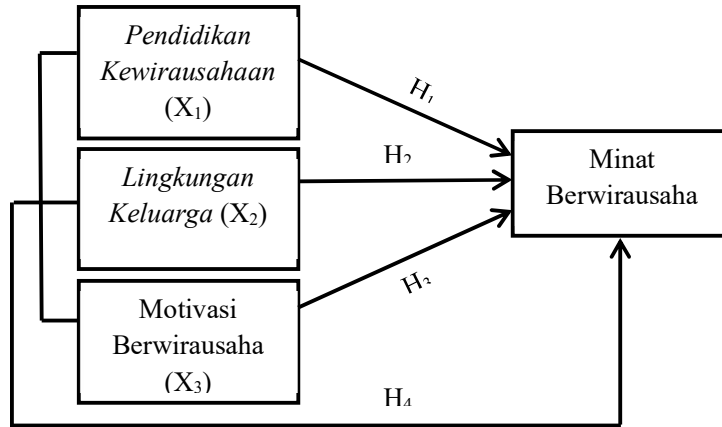 Pendidikan
Kewirausahaan
(X₁)
H₁
Lingkungan
Keluarga (X₂)
H₂
Minat
Berwirausaha
Motivasi
Berwirausaha
(X₃)
H₃
H₄